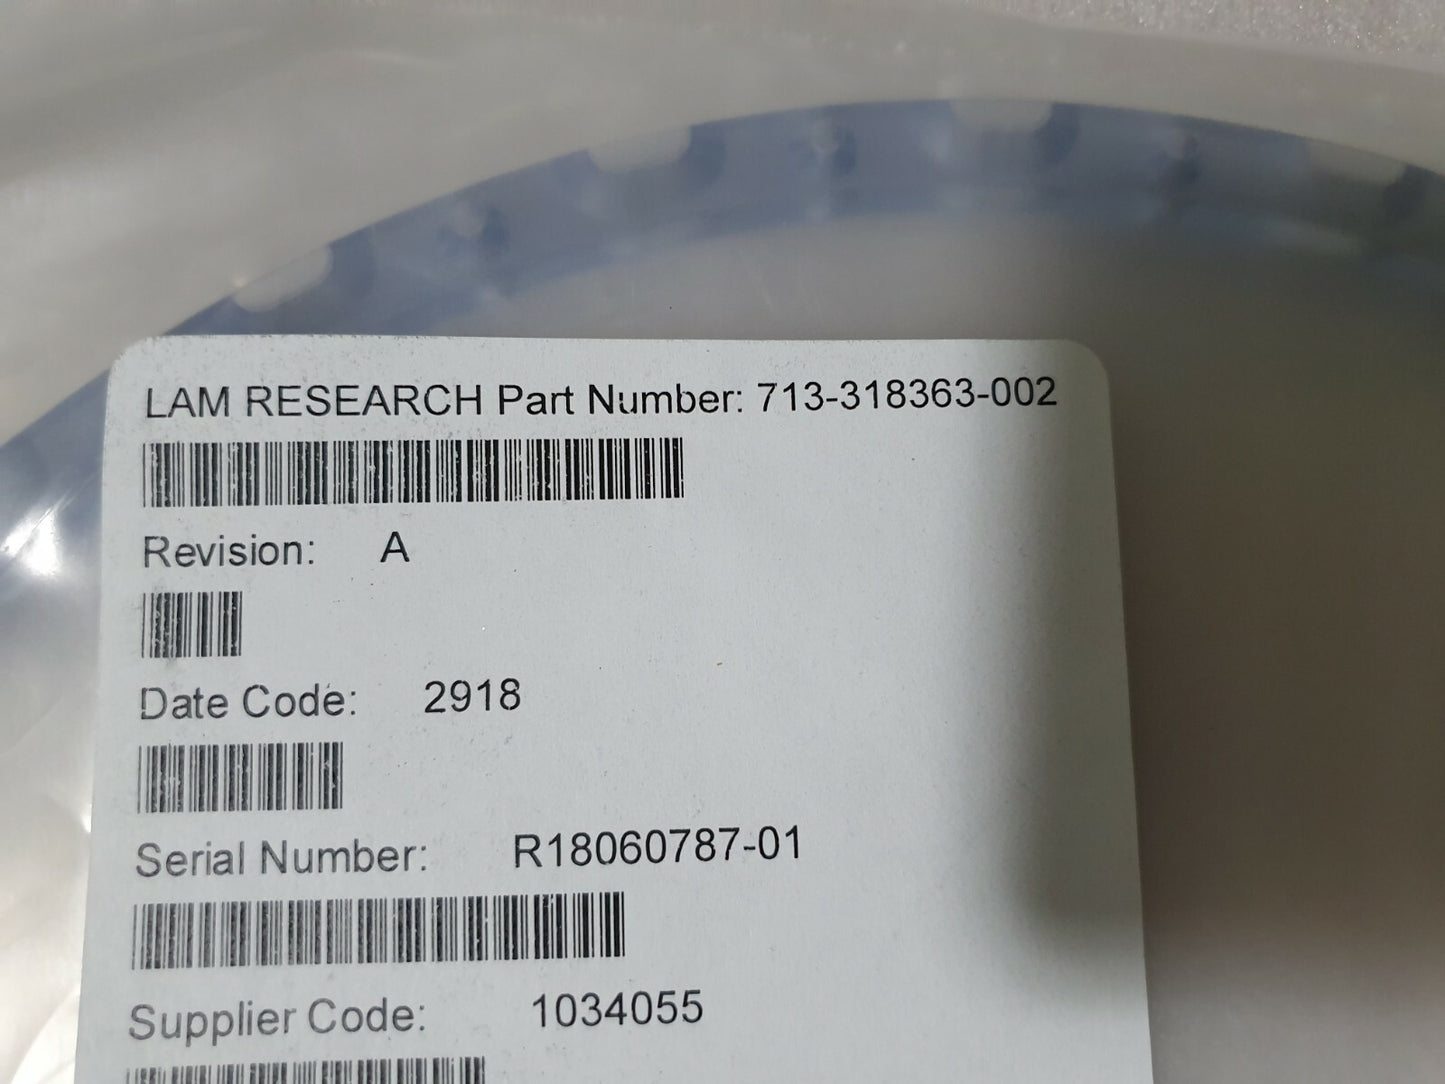 LAM RESEARCH Part Number: 713-318363-002
Revision: A
Date Code: 2918
Serial Number: R18060787-01
Supplier Code: 1034055